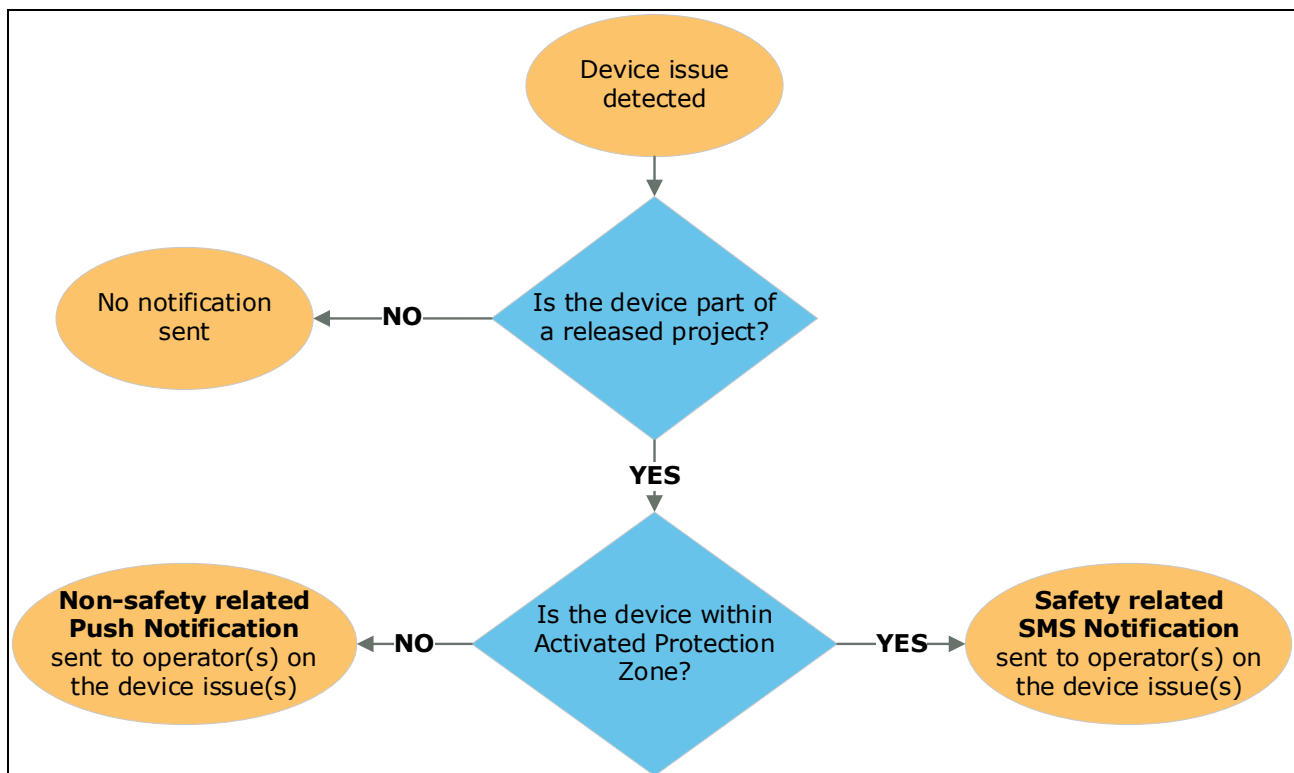 Device issue
detected
Is the device part of
a released project?
NO
No notification
sent
YES
Is the device within
Activated Protection
Zone?
NO
Non-safety related
Push Notification
sent to operator(s) on
the device issue(s)
YES
Safety related
SMS Notification
sent to operator(s) on
the device issue(s)